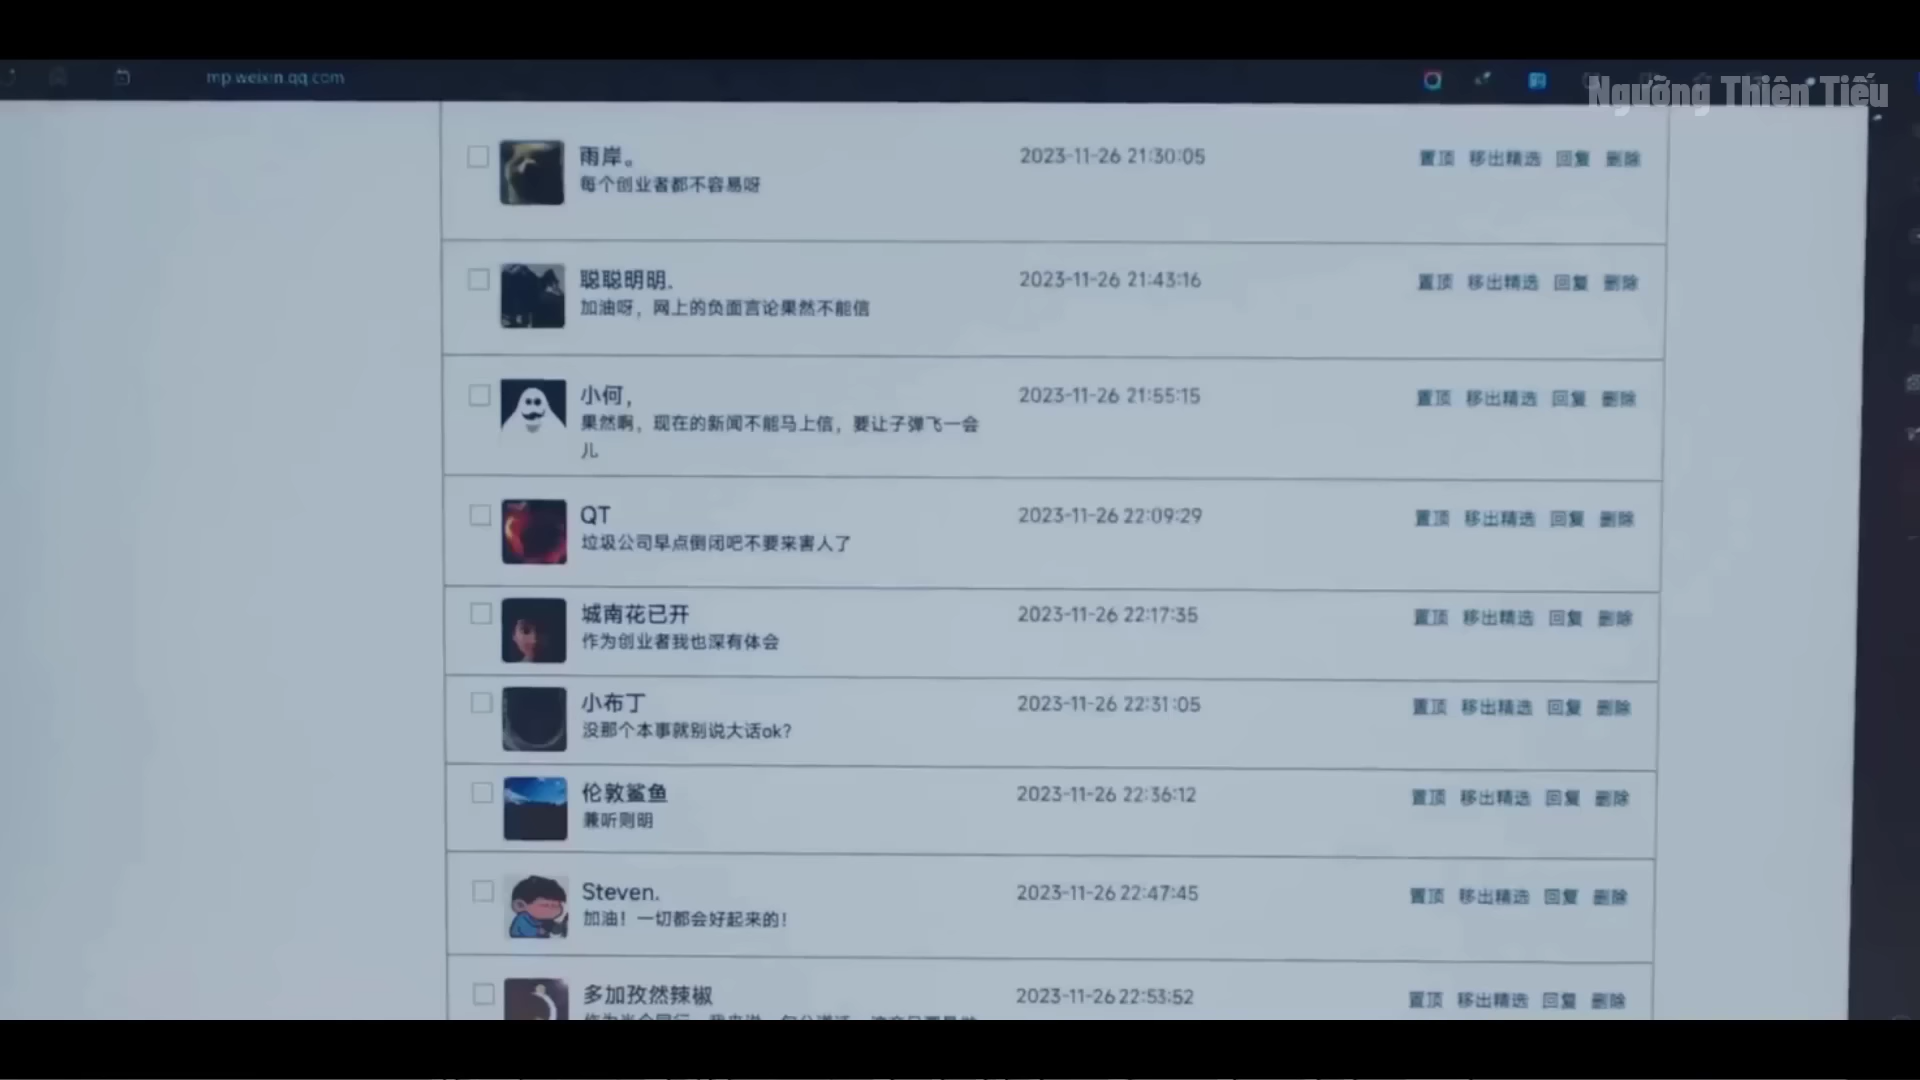 mp.weixin.qq.com
Ngưỡng Thiên Tiếu
雨岸。 2023-11-26 21:30:05 置顶 移出精选 回复 删除
每个创业者都不容易呀
聪聪明明. 2023-11-26 21:43:16 置顶 移出精选 回复 删除
加油呀，网上的负面言论果然不能信
小何, 2023-11-26 21:55:15 置顶 移出精选 回复 删除
果然啊，现在的新闻不能马上信，要让子弹飞一会
儿
QT 2023-11-26 22:09:29 置顶 移出精选 回复 删除
垃圾公司早点倒闭吧不要来害人了
城南花已开 2023-11-26 22:17:35 置顶 移出精选 回复 删除
作为创业者我也深有体会
小布丁 2023-11-26 22:31:05 置顶 移出精选 回复 删除
没那个本事就别说大话ok?
伦敦鲨鱼 2023-11-26 22:36:12 置顶 移出精选 回复 删除
兼听则明
Steven. 2023-11-26 22:47:45 置顶 移出精选 回复 删除
加油！一切都会好起来的！
多加孜然辣椒 2023-11-26 22:53:52 置顶 移出精选 回复 删除